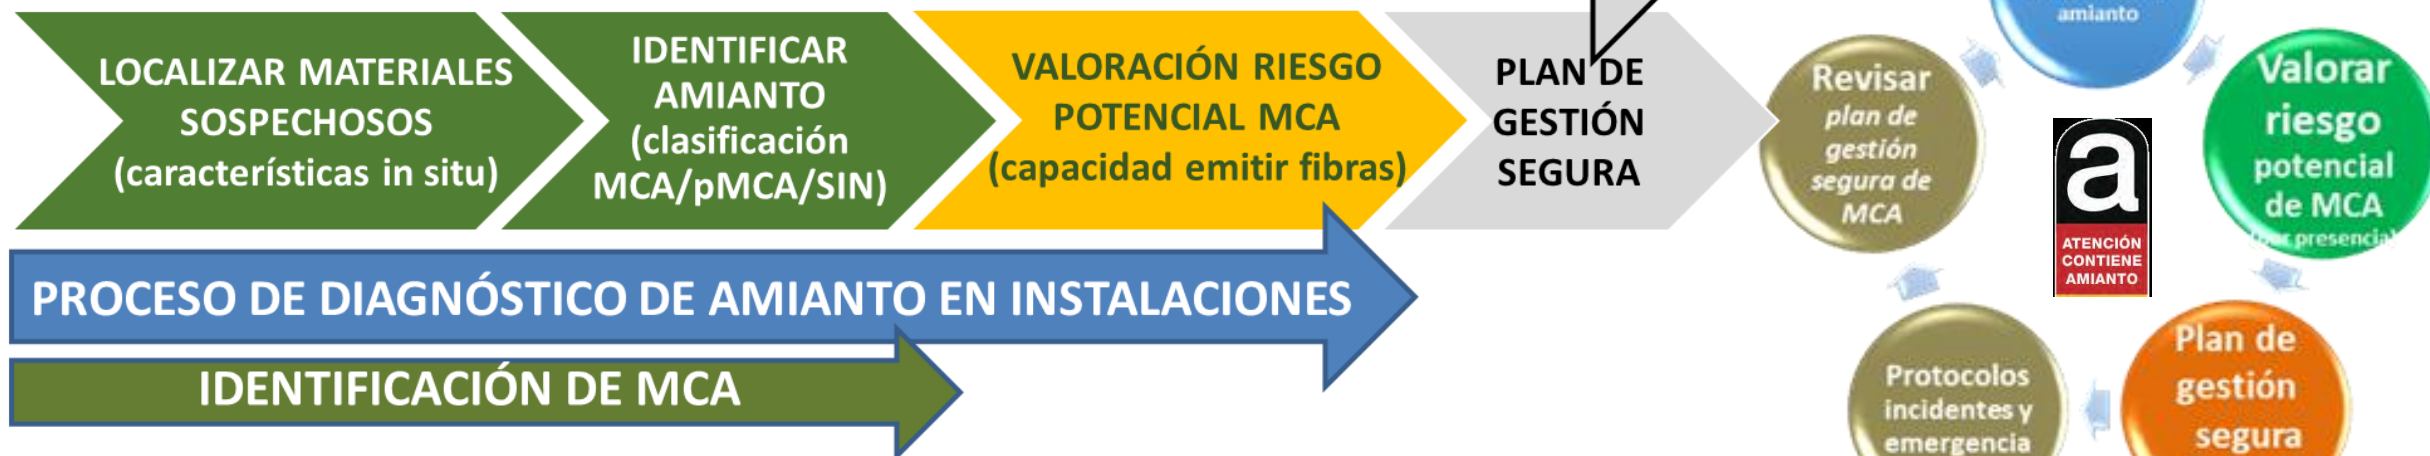 LOCALIZAR MATERIALES
SOSPECHOSOS
(características in situ)
IDENTIFICAR
AMIANTO
(clasificación
MCA/pMCA/SIN)
VALORACIÓN RIESGO
POTENCIAL MCA
(capacidad emitir fibras)
PLAN DE
GESTIÓN
SEGURA
PROCESO DE DIAGNÓSTICO DE AMIANTO EN INSTALACIONES
IDENTIFICACIÓN DE MCA
amianto
Valorar
riesgo
potencial
de MCA
(por presencia)
Plan de
gestión
segura
Protocolos
incidentes y
emergencia
Revisar
plan de
gestión
segura de
MCA
a
ATENCIÓN
CONTIENE
AMIANTO